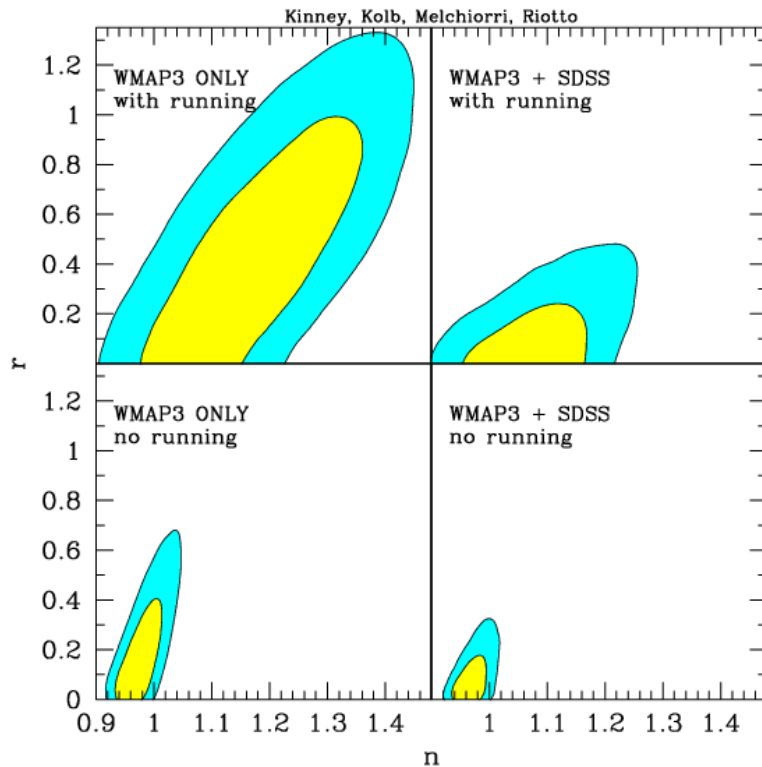 Kinney, Kolb, Melchiorri, Riotto
WMAP3 ONLY
with running
WMAP3 + SDSS
with running
1.2
1
0.8
0.6
0.4
0.2
r
WMAP3 ONLY
no running
WMAP3 + SDSS
no running
1.2
1
0.8
0.6
0.4
0.2
0
0.9 1 1.1 1.2 1.3 1.4 1 1.1 1.2 1.3 1.4
n